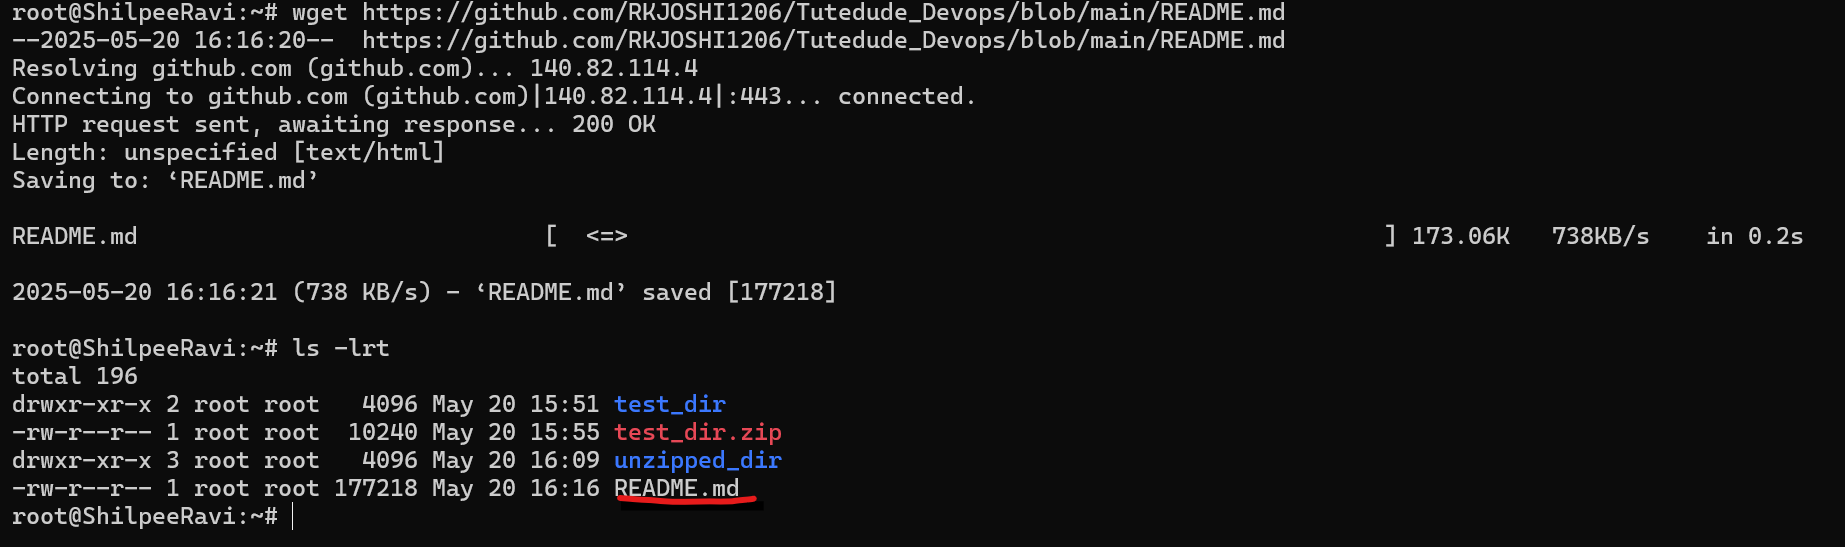 root@ShilpeeRavi:~# wget https://github.com/RKJOSHI1206/Tutedude_Devops/blob/main/README.md
--2025-05-20 16:16:20--  https://github.com/RKJOSHI1206/Tutedude_Devops/blob/main/README.md
Resolving github.com (github.com)... 140.82.114.4
Connecting to github.com (github.com)|140.82.114.4|:443... connected.
HTTP request sent, awaiting response... 200 OK
Length: unspecified [text/html]
Saving to: ‘README.md’
README.md                             [  <=>                                                      ] 173.06K   738KB/s    in 0.2s
2025-05-20 16:16:21 (738 KB/s) - ‘README.md’ saved [177218]
root@ShilpeeRavi:~# ls -lrt
total 196
drwxr-xr-x 2 root root   4096 May 20 15:51 test_dir
-rw-r--r-- 1 root root  10240 May 20 15:55 test_dir.zip
drwxr-xr-x 3 root root   4096 May 20 16:09 unzipped_dir
-rw-r--r-- 1 root root 177218 May 20 16:16 README.md
root@ShilpeeRavi:~#